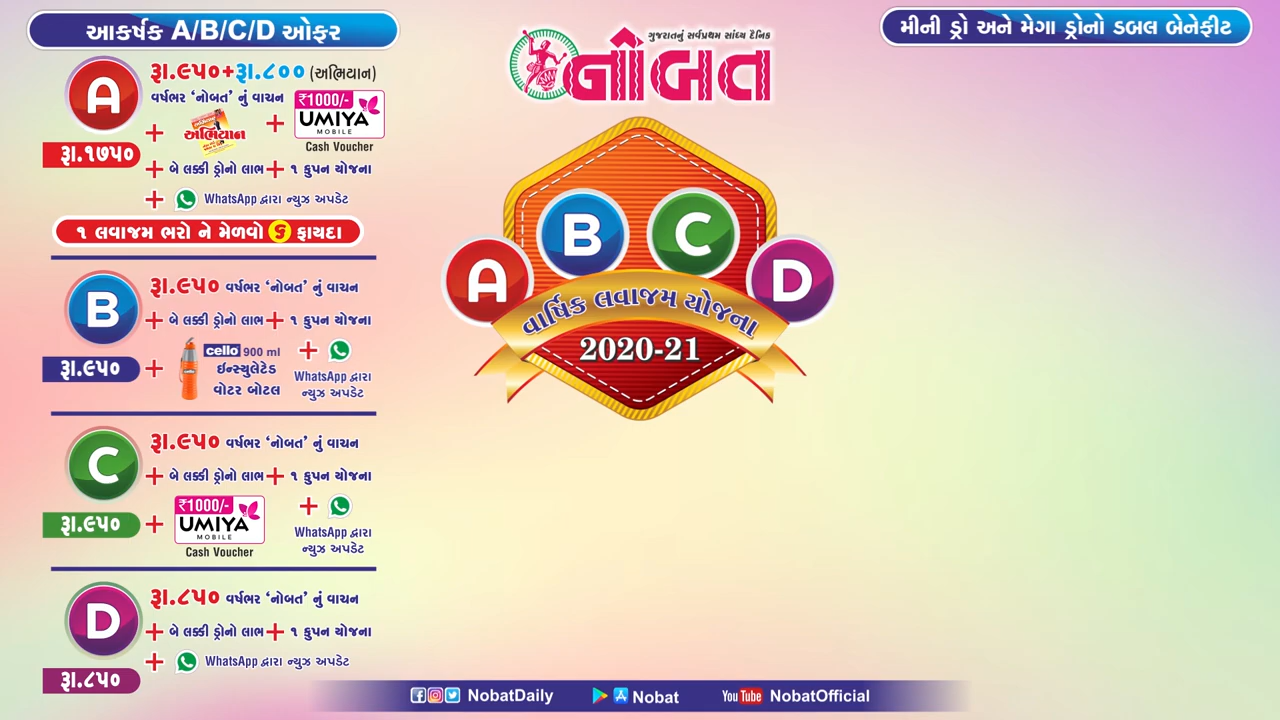 આકર્ષક A/B/C/D ઓફર
A
રૂા.૯૫૦+રૂા.૮૦૦ (અભિયાન)
વર્ષભર ‘નોબત’ નું વાચન
+ અભિયાન + ₹1000/- UMIYA MOBILE
Cash Voucher
રૂા.૧૭૫૦
+ બે લક્કી ડ્રોનો લાભ + ૧ કુપન યોજના
+ WhatsApp દ્વારા ન્યુઝ અપડેટ
૧ લવાજમ ભરો ને મેળવો ૬ ફાયદા
B
રૂા.૯૫૦ વર્ષભર ‘નોબત’ નું વાચન
+ બે લક્કી ડ્રોનો લાભ + ૧ કુપન યોજના
રૂા.૯૫૦
+ cello 900 ml
ઈન્સ્યુલેટેડ
વોટર બોટલ
+ WhatsApp દ્વારા
ન્યુઝ અપડેટ
C
રૂા.૯૫૦ વર્ષભર ‘નોબત’ નું વાચન
+ બે લક્કી ડ્રોનો લાભ + ૧ કુપન યોજના
રૂા.૯૫૦
+ ₹1000/-
UMIYA
MOBILE
Cash Voucher
+ WhatsApp દ્વારા
ન્યુઝ અપડેટ
D
રૂા.૮૫૦ વર્ષભર ‘નોબત’ નું વાચન
+ બે લક્કી ડ્રોનો લાભ + ૧ કુપન યોજના
+ WhatsApp દ્વારા ન્યુઝ અપડેટ
રૂા.૮૫૦
ગુજરાતનું સર્વપ્રથમ સાંધ્ય દૈનિક
નોબત
A B C D
વાર્ષિક લવાજમ યોજના
2020-21
મીની ડ્રો અને મેગા ડ્રોનો ડબલ બેનેફીટ
NobatDaily Nobat YouTube NobatOfficial